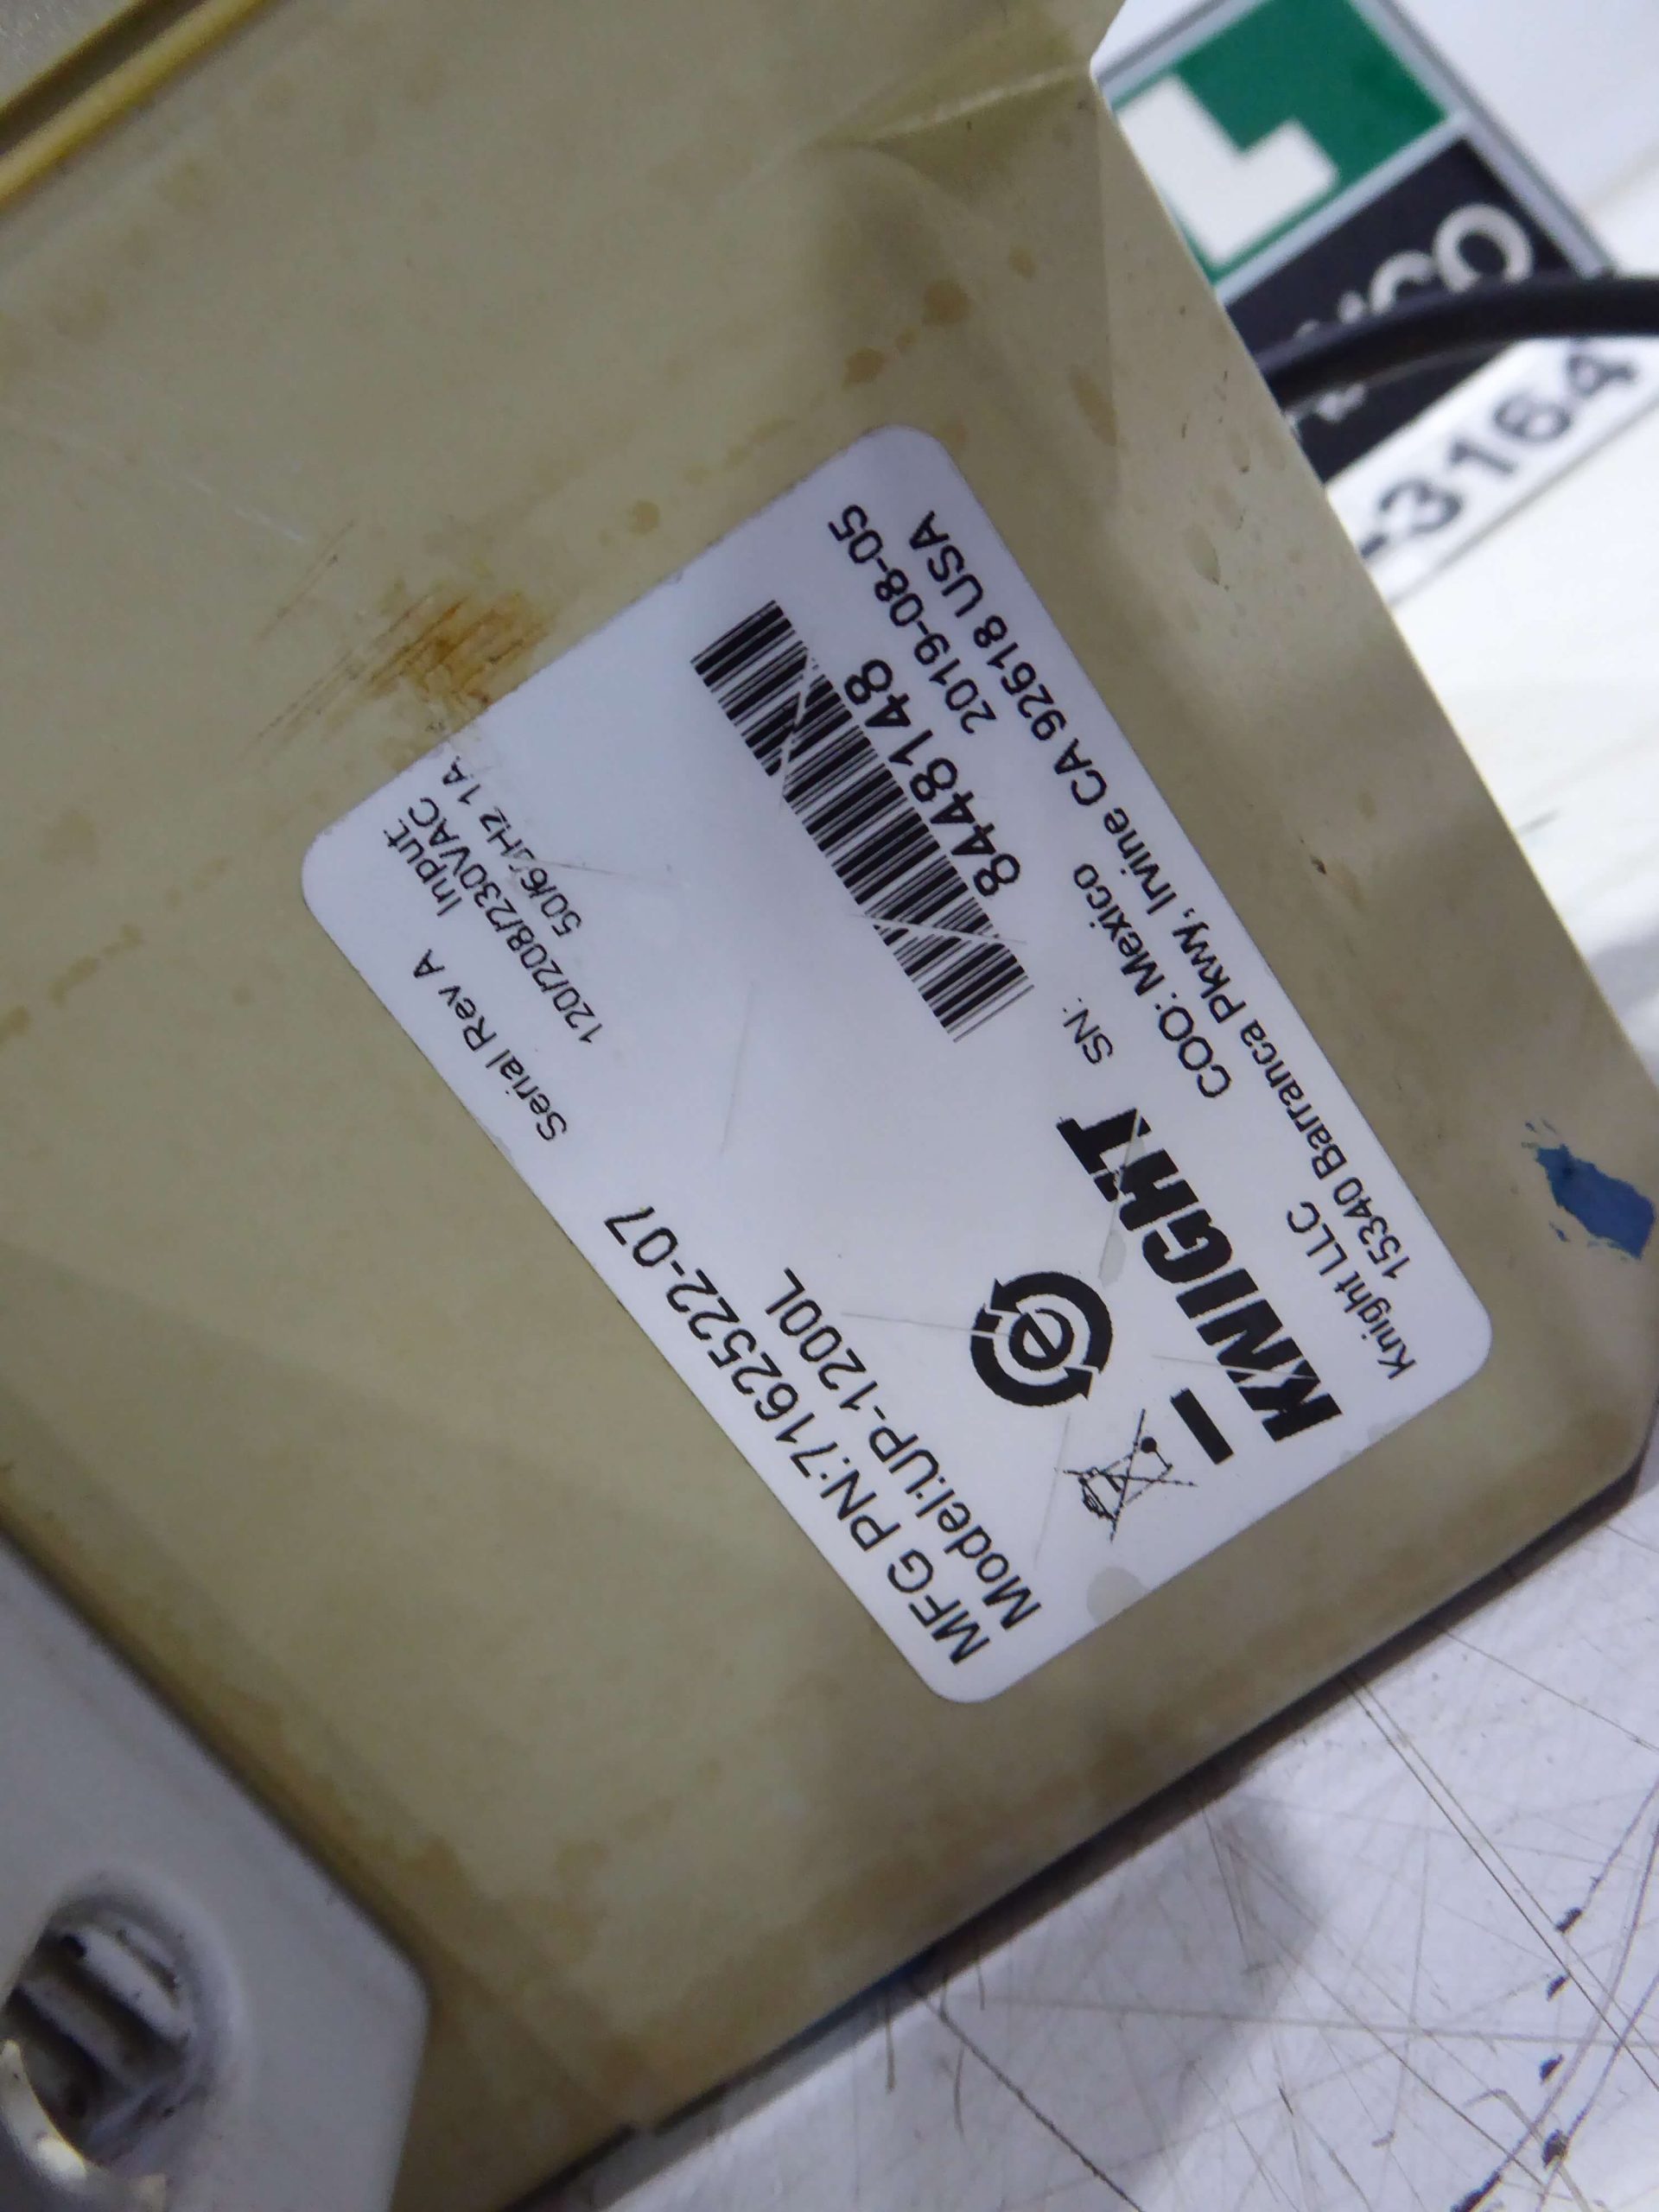 MFG PN:7162522-07
Model:UP-1200L
Serial Rev A
Input:
120/208/230VAC
50/60Hz 1A
e
KNIGHT
SN:
8448148
COO: Mexico
2019-08-05
Knight LLC
15340 Barranca Pkwy, Irvine CA 92618 USA
-3164